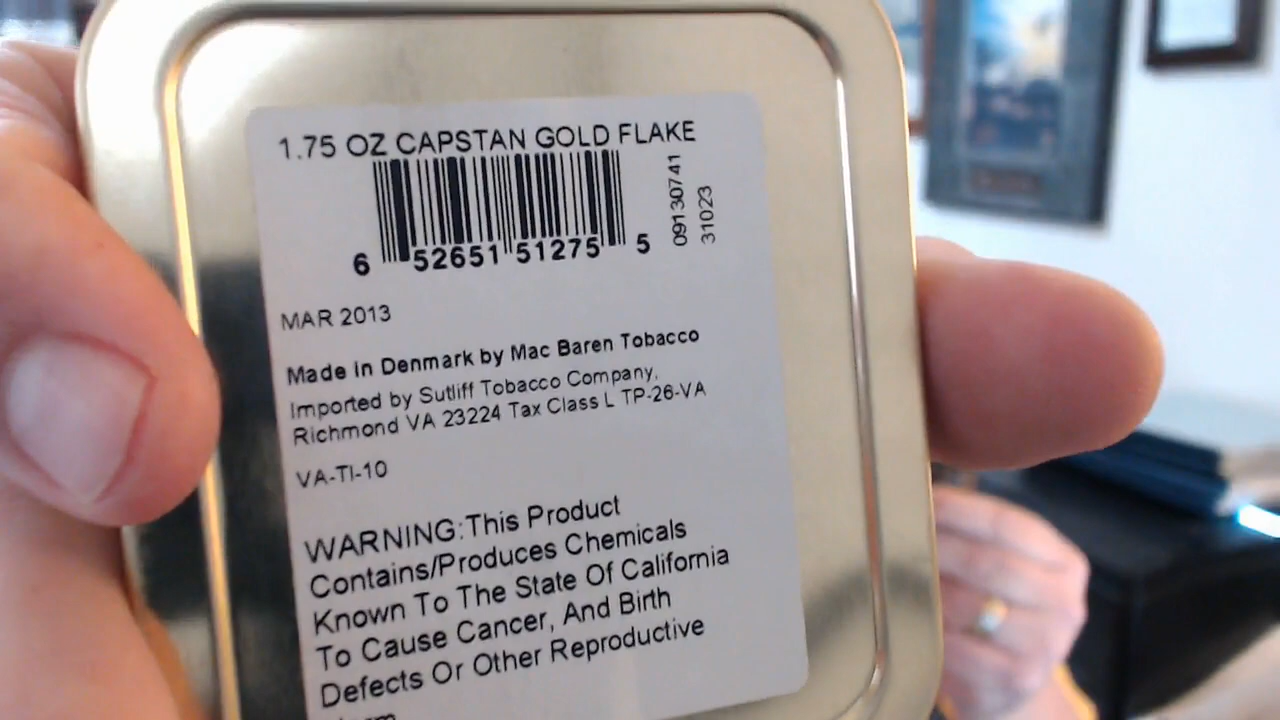 1.75 OZ CAPSTAN GOLD FLAKE
6 52651 51275 5
09130741
31023
MAR 2013
Made in Denmark by Mac Baren Tobacco
Imported by Sutliff Tobacco Company,
Richmond VA 23224 Tax Class L TP-26-VA
VA-TI-10
WARNING:This Product
Contains/Produces Chemicals
Known To The State Of California
To Cause Cancer, And Birth
Defects Or Other Reproductive